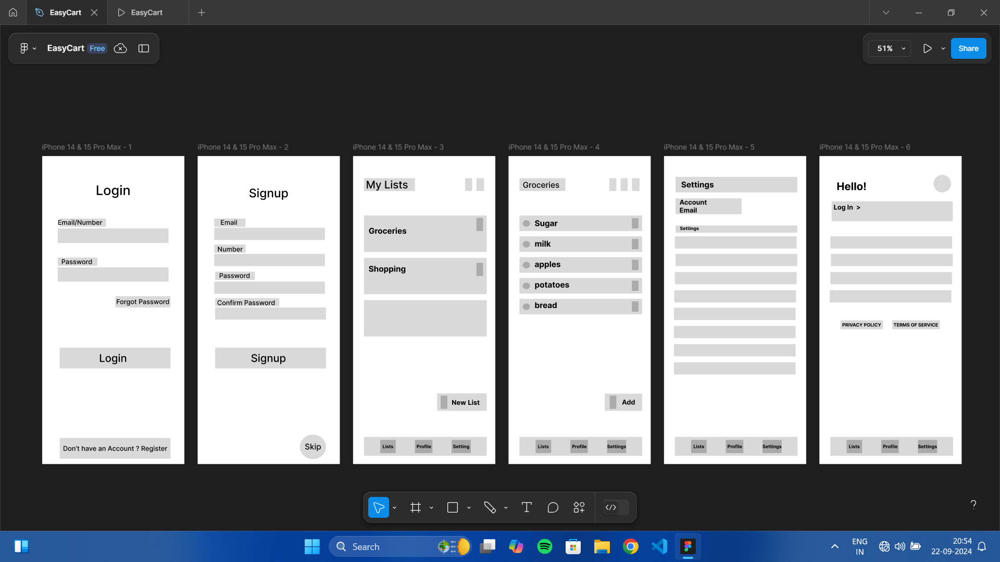 EasyCart
EasyCart
EasyCart Free
51%
Share
iPhone 14 & 15 Pro Max - 1
iPhone 14 & 15 Pro Max - 2
iPhone 14 & 15 Pro Max - 3
iPhone 14 & 15 Pro Max - 4
iPhone 14 & 15 Pro Max - 5
iPhone 14 & 15 Pro Max - 6
Login
Email/Number
Password
Forgot Password
Login
Don't have an Account ? Register
Signup
Email
Number
Password
Confirm Password
Signup
Skip
My Lists
Groceries
Shopping
New List
Lists
Profile
Setting
Groceries
Sugar
milk
apples
potatoes
bread
Add
Lists
Profile
Settings
Settings
Account
Email
Settings
Lists
Profile
Settings
Hello!
Log In >
PRIVACY POLICY
TERMS OF SERVICE
Lists
Profile
Settings
?
Search
ENG
IN
20:54
22-09-2024